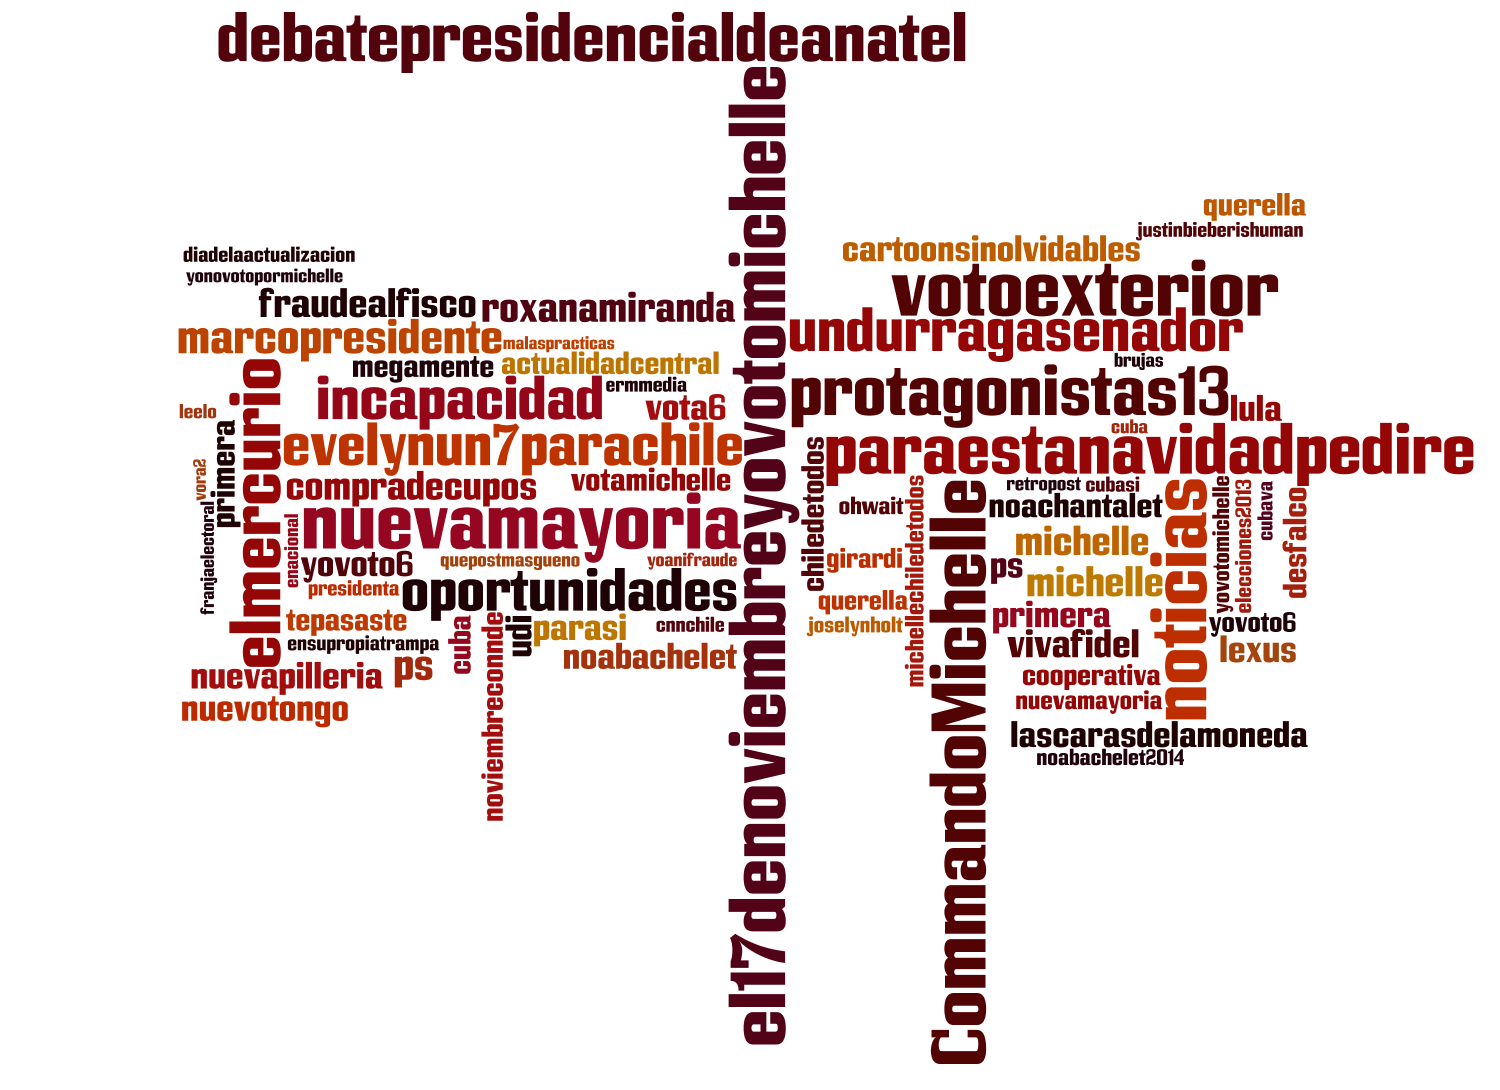 debatepresidencialdeanatel
el17denoviembreyovotomichelle
querella
justinbieberishuman
cartoonsinolvidables
diadelaactualizacion
yonovotopormichelle
votoexterior
fraudealfisco
roxanamiranda
undurragasenador
marcopresidente
malaspracticas
actualidadcentral
megamente
brujas
ermmedia
incapacidad
protagonistas13
vota6
lula
leelo
elmercurio
primera
evelynun7parachile
cuba
paraestanavidadpedire
chiledetodos
vora2
compradecupos
votamichelle
retropost
cubasi
noachantalet
ohwait
michellechiledetodos
CommandoMichelle
noticias
yovotomichelle
elecciones2013
cubava
desfalco
franjaelectoral
enacional
nuevamayoria
michelle
yovoto6
quepostmasgueno
yoanifraude
girardi
ps
michelle
presidenta
oportunidades
querella
primera
tepasaste
cuba
noviembreconnde
udi
parasi
cnnchile
joselynholt
yovoto6
ensupropiatrampa
vivafidel
lexus
noabachelet
nuevapilleria
ps
cooperativa
nuevamayoria
nuevotongo
lascarasdelamoneda
noabachelet2014